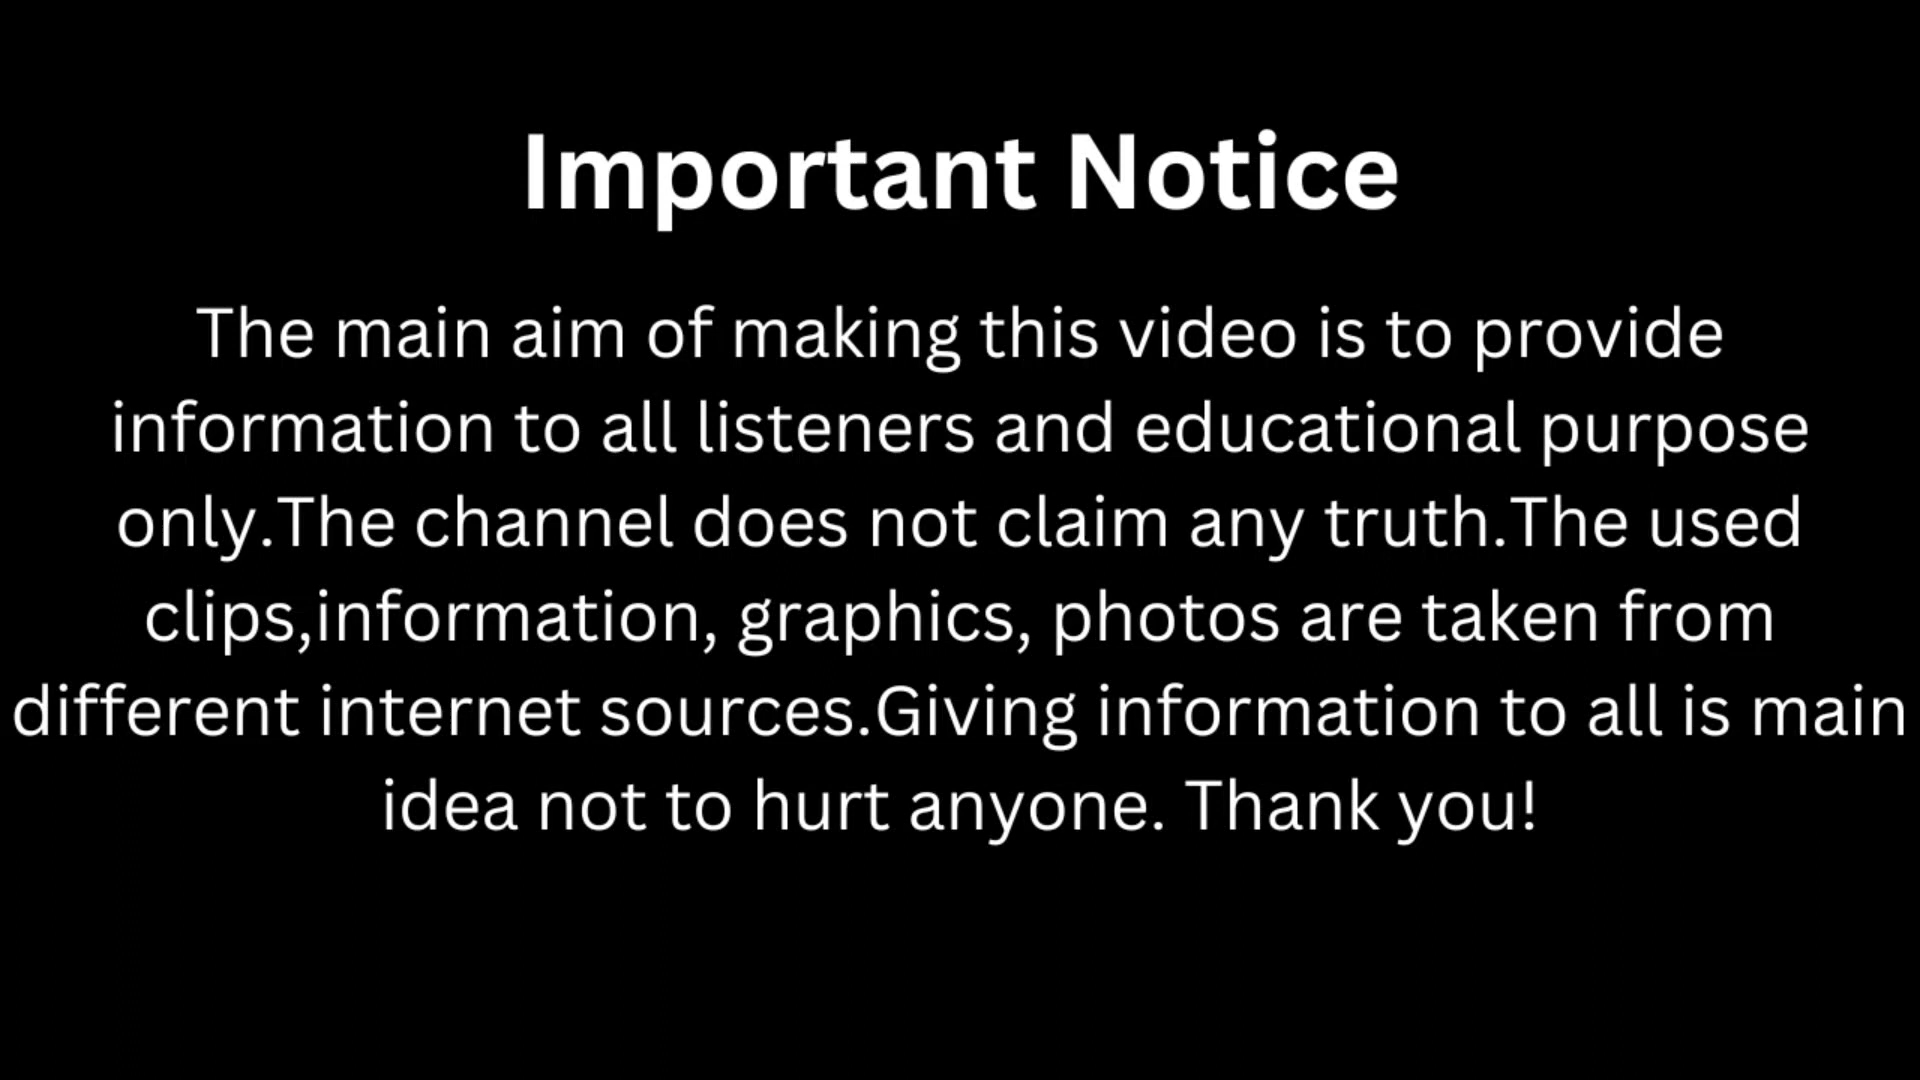 Important Notice
The main aim of making this video is to provide
information to all listeners and educational purpose
only.The channel does not claim any truth.The used
clips,information, graphics, photos are taken from
different internet sources.Giving information to all is main
idea not to hurt anyone. Thank you!